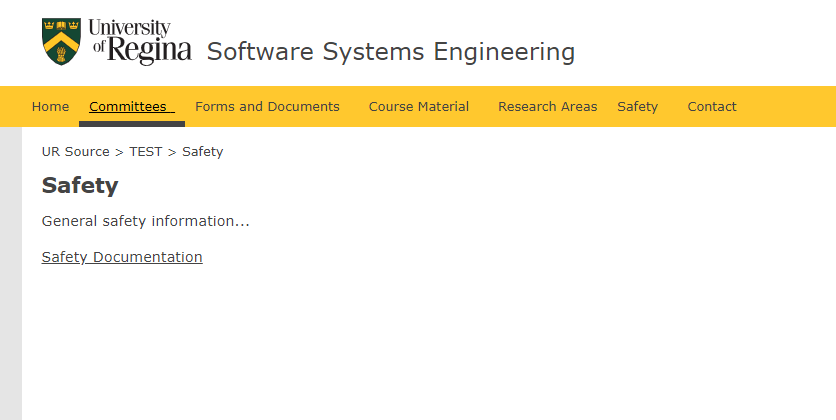 University
of Regina
Software Systems Engineering
Home Committees Forms and Documents Course Material Research Areas Safety Contact
UR Source > TEST > Safety
Safety
General safety information...
Safety Documentation